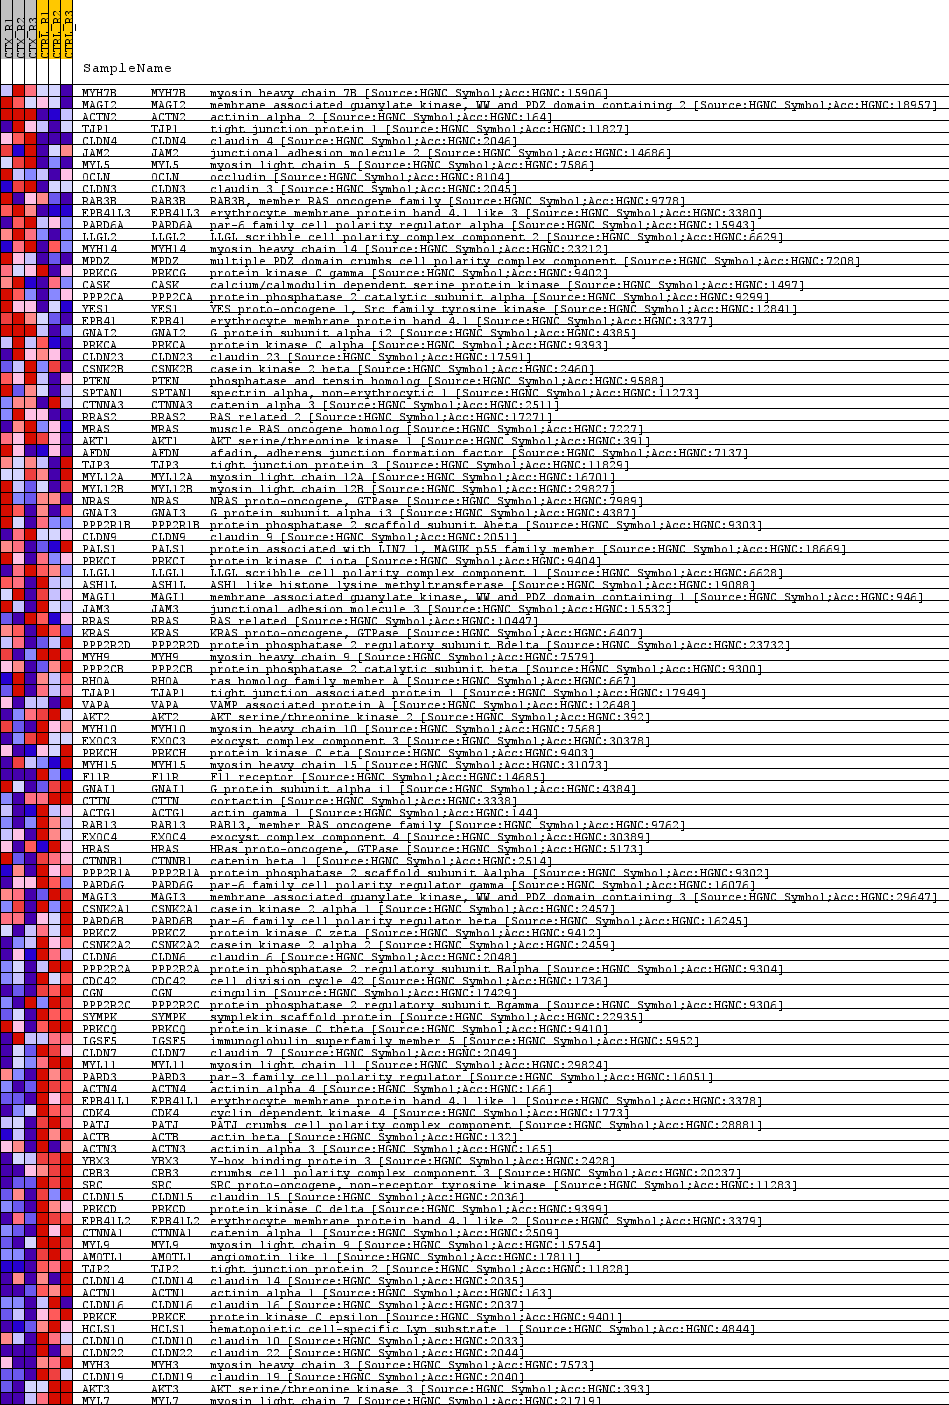 CTX_R1
CTX_R2
CTX_R3
CTRL_R1
CTRL_R2
CTRL_R3
SampleName
MYH7B MYH7B myosin heavy chain 7B [Source:HGNC Symbol;Acc:HGNC:15906]
MAGI2 MAGI2 membrane associated guanylate kinase, WW and PDZ domain containing 2 [Source:HGNC Symbol;Acc:HGNC:18957]
ACTN2 ACTN2 actinin alpha 2 [Source:HGNC Symbol;Acc:HGNC:164]
TJP1 TJP1 tight junction protein 1 [Source:HGNC Symbol;Acc:HGNC:11827]
CLDN4 CLDN4 claudin 4 [Source:HGNC Symbol;Acc:HGNC:2046]
JAM2 JAM2 junctional adhesion molecule 2 [Source:HGNC Symbol;Acc:HGNC:14686]
MYL5 MYL5 myosin light chain 5 [Source:HGNC Symbol;Acc:HGNC:7586]
OCLN OCLN occludin [Source:HGNC Symbol;Acc:HGNC:8104]
CLDN3 CLDN3 claudin 3 [Source:HGNC Symbol;Acc:HGNC:2045]
RAB3B RAB3B RAB3B, member RAS oncogene family [Source:HGNC Symbol;Acc:HGNC:9778]
EPB41L3 EPB41L3 erythrocyte membrane protein band 4.1 like 3 [Source:HGNC Symbol;Acc:HGNC:3380]
PARD6A PARD6A par-6 family cell polarity regulator alpha [Source:HGNC Symbol;Acc:HGNC:15943]
LLGL2 LLGL2 LLGL scribble cell polarity complex component 2 [Source:HGNC Symbol;Acc:HGNC:6629]
MYH14 MYH14 myosin heavy chain 14 [Source:HGNC Symbol;Acc:HGNC:23212]
MPDZ MPDZ multiple PDZ domain crumbs cell polarity complex component [Source:HGNC Symbol;Acc:HGNC:7208]
PRKCG PRKCG protein kinase C gamma [Source:HGNC Symbol;Acc:HGNC:9402]
CASK CASK calcium/calmodulin dependent serine protein kinase [Source:HGNC Symbol;Acc:HGNC:1497]
PPP2CA PPP2CA protein phosphatase 2 catalytic subunit alpha [Source:HGNC Symbol;Acc:HGNC:9299]
YES1 YES1 YES proto-oncogene 1, Src family tyrosine kinase [Source:HGNC Symbol;Acc:HGNC:12841]
EPB41 EPB41 erythrocyte membrane protein band 4.1 [Source:HGNC Symbol;Acc:HGNC:3377]
GNAI2 GNAI2 G protein subunit alpha i2 [Source:HGNC Symbol;Acc:HGNC:4385]
PRKCA PRKCA protein kinase C alpha [Source:HGNC Symbol;Acc:HGNC:9393]
CLDN23 CLDN23 claudin 23 [Source:HGNC Symbol;Acc:HGNC:17591]
CSNK2B CSNK2B casein kinase 2 beta [Source:HGNC Symbol;Acc:HGNC:2460]
PTEN PTEN phosphatase and tensin homolog [Source:HGNC Symbol;Acc:HGNC:9588]
SPTAN1 SPTAN1 spectrin alpha, non-erythrocytic 1 [Source:HGNC Symbol;Acc:HGNC:11273]
CTNNA3 CTNNA3 catenin alpha 3 [Source:HGNC Symbol;Acc:HGNC:2511]
RRAS2 RRAS2 RAS related 2 [Source:HGNC Symbol;Acc:HGNC:17271]
MRAS MRAS muscle RAS oncogene homolog [Source:HGNC Symbol;Acc:HGNC:7227]
AKT1 AKT1 AKT serine/threonine kinase 1 [Source:HGNC Symbol;Acc:HGNC:391]
AFDN AFDN afadin, adherens junction formation factor [Source:HGNC Symbol;Acc:HGNC:7137]
TJP3 TJP3 tight junction protein 3 [Source:HGNC Symbol;Acc:HGNC:11829]
MYL12A MYL12A myosin light chain 12A [Source:HGNC Symbol;Acc:HGNC:16701]
MYL12B MYL12B myosin light chain 12B [Source:HGNC Symbol;Acc:HGNC:29827]
NRAS NRAS NRAS proto-oncogene, GTPase [Source:HGNC Symbol;Acc:HGNC:7989]
GNAI3 GNAI3 G protein subunit alpha i3 [Source:HGNC Symbol;Acc:HGNC:4387]
PPP2R1B PPP2R1B protein phosphatase 2 scaffold subunit Abeta [Source:HGNC Symbol;Acc:HGNC:9303]
CLDN9 CLDN9 claudin 9 [Source:HGNC Symbol;Acc:HGNC:2051]
PALS1 PALS1 protein associated with LIN7 1, MAGUK p55 family member [Source:HGNC Symbol;Acc:HGNC:18669]
PRKCI PRKCI protein kinase C iota [Source:HGNC Symbol;Acc:HGNC:9404]
LLGL1 LLGL1 LLGL scribble cell polarity complex component 1 [Source:HGNC Symbol;Acc:HGNC:6628]
ASH1L ASH1L ASH1 like histone lysine methyltransferase [Source:HGNC Symbol;Acc:HGNC:19088]
MAGI1 MAGI1 membrane associated guanylate kinase, WW and PDZ domain containing 1 [Source:HGNC Symbol;Acc:HGNC:946]
JAM3 JAM3 junctional adhesion molecule 3 [Source:HGNC Symbol;Acc:HGNC:15532]
RRAS RRAS RAS related [Source:HGNC Symbol;Acc:HGNC:10447]
KRAS KRAS KRAS proto-oncogene, GTPase [Source:HGNC Symbol;Acc:HGNC:6407]
PPP2R2D PPP2R2D protein phosphatase 2 regulatory subunit Bdelta [Source:HGNC Symbol;Acc:HGNC:23732]
MYH9 MYH9 myosin heavy chain 9 [Source:HGNC Symbol;Acc:HGNC:7579]
PPP2CB PPP2CB protein phosphatase 2 catalytic subunit beta [Source:HGNC Symbol;Acc:HGNC:9300]
RHOA RHOA ras homolog family member A [Source:HGNC Symbol;Acc:HGNC:667]
TJAP1 TJAP1 tight junction associated protein 1 [Source:HGNC Symbol;Acc:HGNC:17949]
VAPA VAPA VAMP associated protein A [Source:HGNC Symbol;Acc:HGNC:12648]
AKT2 AKT2 AKT serine/threonine kinase 2 [Source:HGNC Symbol;Acc:HGNC:392]
MYH10 MYH10 myosin heavy chain 10 [Source:HGNC Symbol;Acc:HGNC:7568]
EXOC3 EXOC3 exocyst complex component 3 [Source:HGNC Symbol;Acc:HGNC:30378]
PRKCH PRKCH protein kinase C eta [Source:HGNC Symbol;Acc:HGNC:9403]
MYH15 MYH15 myosin heavy chain 15 [Source:HGNC Symbol;Acc:HGNC:31073]
F11R F11R F11 receptor [Source:HGNC Symbol;Acc:HGNC:14685]
GNAI1 GNAI1 G protein subunit alpha i1 [Source:HGNC Symbol;Acc:HGNC:4384]
CTTN CTTN cortactin [Source:HGNC Symbol;Acc:HGNC:3338]
ACTG1 ACTG1 actin gamma 1 [Source:HGNC Symbol;Acc:HGNC:144]
RAB13 RAB13 RAB13, member RAS oncogene family [Source:HGNC Symbol;Acc:HGNC:9762]
EXOC4 EXOC4 exocyst complex component 4 [Source:HGNC Symbol;Acc:HGNC:30389]
HRAS HRAS HRas proto-oncogene, GTPase [Source:HGNC Symbol;Acc:HGNC:5173]
CTNNB1 CTNNB1 catenin beta 1 [Source:HGNC Symbol;Acc:HGNC:2514]
PPP2R1A PPP2R1A protein phosphatase 2 scaffold subunit Aalpha [Source:HGNC Symbol;Acc:HGNC:9302]
PARD6G PARD6G par-6 family cell polarity regulator gamma [Source:HGNC Symbol;Acc:HGNC:16076]
MAGI3 MAGI3 membrane associated guanylate kinase, WW and PDZ domain containing 3 [Source:HGNC Symbol;Acc:HGNC:29647]
CSNK2A1 CSNK2A1 casein kinase 2 alpha 1 [Source:HGNC Symbol;Acc:HGNC:2457]
PARD6B PARD6B par-6 family cell polarity regulator beta [Source:HGNC Symbol;Acc:HGNC:16245]
PRKCZ PRKCZ protein kinase C zeta [Source:HGNC Symbol;Acc:HGNC:9412]
CSNK2A2 CSNK2A2 casein kinase 2 alpha 2 [Source:HGNC Symbol;Acc:HGNC:2459]
CLDN6 CLDN6 claudin 6 [Source:HGNC Symbol;Acc:HGNC:2048]
PPP2R2A PPP2R2A protein phosphatase 2 regulatory subunit Balpha [Source:HGNC Symbol;Acc:HGNC:9304]
CDC42 CDC42 cell division cycle 42 [Source:HGNC Symbol;Acc:HGNC:1736]
CGN CGN cingulin [Source:HGNC Symbol;Acc:HGNC:17429]
PPP2R2C PPP2R2C protein phosphatase 2 regulatory subunit Bgamma [Source:HGNC Symbol;Acc:HGNC:9306]
SYMPK SYMPK symplekin scaffold protein [Source:HGNC Symbol;Acc:HGNC:22935]
PRKCQ PRKCQ protein kinase C theta [Source:HGNC Symbol;Acc:HGNC:9410]
IGSF5 IGSF5 immunoglobulin superfamily member 5 [Source:HGNC Symbol;Acc:HGNC:5952]
CLDN7 CLDN7 claudin 7 [Source:HGNC Symbol;Acc:HGNC:2049]
MYL11 MYL11 myosin light chain 11 [Source:HGNC Symbol;Acc:HGNC:29824]
PARD3 PARD3 par-3 family cell polarity regulator [Source:HGNC Symbol;Acc:HGNC:16051]
ACTN4 ACTN4 actinin alpha 4 [Source:HGNC Symbol;Acc:HGNC:166]
EPB41L1 EPB41L1 erythrocyte membrane protein band 4.1 like 1 [Source:HGNC Symbol;Acc:HGNC:3378]
CDK4 CDK4 cyclin dependent kinase 4 [Source:HGNC Symbol;Acc:HGNC:1773]
PATJ PATJ PATJ crumbs cell polarity complex component [Source:HGNC Symbol;Acc:HGNC:28881]
ACTB ACTB actin beta [Source:HGNC Symbol;Acc:HGNC:132]
ACTN3 ACTN3 actinin alpha 3 [Source:HGNC Symbol;Acc:HGNC:165]
YBX3 YBX3 Y-box binding protein 3 [Source:HGNC Symbol;Acc:HGNC:2428]
CRB3 CRB3 crumbs cell polarity complex component 3 [Source:HGNC Symbol;Acc:HGNC:20237]
SRC SRC SRC proto-oncogene, non-receptor tyrosine kinase [Source:HGNC Symbol;Acc:HGNC:11283]
CLDN15 CLDN15 claudin 15 [Source:HGNC Symbol;Acc:HGNC:2036]
PRKCD PRKCD protein kinase C delta [Source:HGNC Symbol;Acc:HGNC:9399]
EPB41L2 EPB41L2 erythrocyte membrane protein band 4.1 like 2 [Source:HGNC Symbol;Acc:HGNC:3379]
CTNNA1 CTNNA1 catenin alpha 1 [Source:HGNC Symbol;Acc:HGNC:2509]
MYL9 MYL9 myosin light chain 9 [Source:HGNC Symbol;Acc:HGNC:15754]
AMOTL1 AMOTL1 angiomotin like 1 [Source:HGNC Symbol;Acc:HGNC:17811]
TJP2 TJP2 tight junction protein 2 [Source:HGNC Symbol;Acc:HGNC:11828]
CLDN14 CLDN14 claudin 14 [Source:HGNC Symbol;Acc:HGNC:2035]
ACTN1 ACTN1 actinin alpha 1 [Source:HGNC Symbol;Acc:HGNC:163]
CLDN16 CLDN16 claudin 16 [Source:HGNC Symbol;Acc:HGNC:2037]
PRKCE PRKCE protein kinase C epsilon [Source:HGNC Symbol;Acc:HGNC:9401]
HCLS1 HCLS1 hematopoietic cell-specific Lyn substrate 1 [Source:HGNC Symbol;Acc:HGNC:4844]
CLDN10 CLDN10 claudin 10 [Source:HGNC Symbol;Acc:HGNC:2033]
CLDN22 CLDN22 claudin 22 [Source:HGNC Symbol;Acc:HGNC:2044]
MYH3 MYH3 myosin heavy chain 3 [Source:HGNC Symbol;Acc:HGNC:7573]
CLDN19 CLDN19 claudin 19 [Source:HGNC Symbol;Acc:HGNC:2040]
AKT3 AKT3 AKT serine/threonine kinase 3 [Source:HGNC Symbol;Acc:HGNC:393]
MYL7 MYL7 myosin light chain 7 [Source:HGNC Symbol;Acc:HGNC:21719]